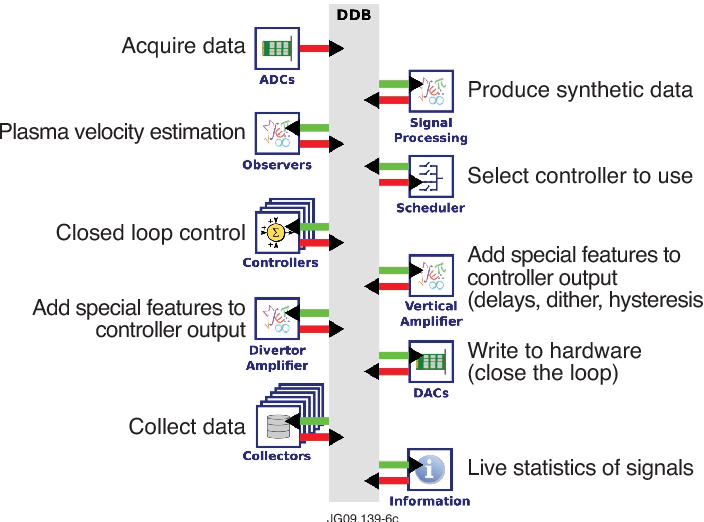 DDB
Acquire data
ADCs
Produce synthetic data
Signal
Processing
Plasma velocity estimation
Observers
Select controller to use
Scheduler
Closed loop control
Controllers
Add special features to
controller output
(delays, dither, hysteresis
Vertical
Amplifier
Add special features to
controller output
Divertor
Amplifier
Write to hardware
(close the loop)
DACs
Collect data
Collectors
Live statistics of signals
Information
JG09.139-6c